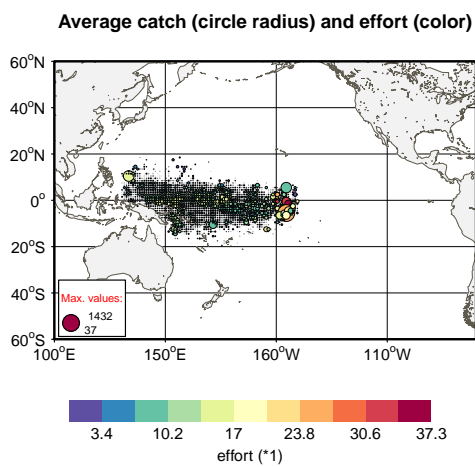 Average catch (circle radius) and effort (color)
60°N
40°N
20°N
0°
20°S
40°S
60°S
Max. values:
1432
37
100°E 150°E 160°W 110°W
3.4 10.2 17 23.8 30.6 37.3
effort (*1)